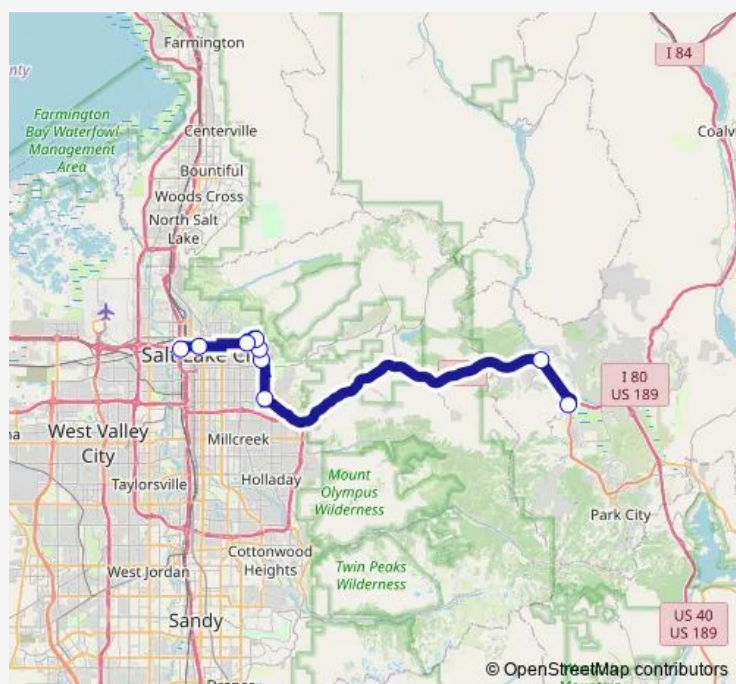 Farmington
I 84
Farmington
Bay Waterfowl
Management
Area
Centerville
Bountiful
Woods Cross
North Salt
Lake
Salt Lake
I 80
US 189
West Valley
City
Millcreek
Taylorsville
Holladay
Mount
Olympus
Wilderness
Park City
Cottonwood
Heights
West Jordan
Twin Peaks
Wilderness
Sandy
US 40
US 189
© OpenStreetMap contributors